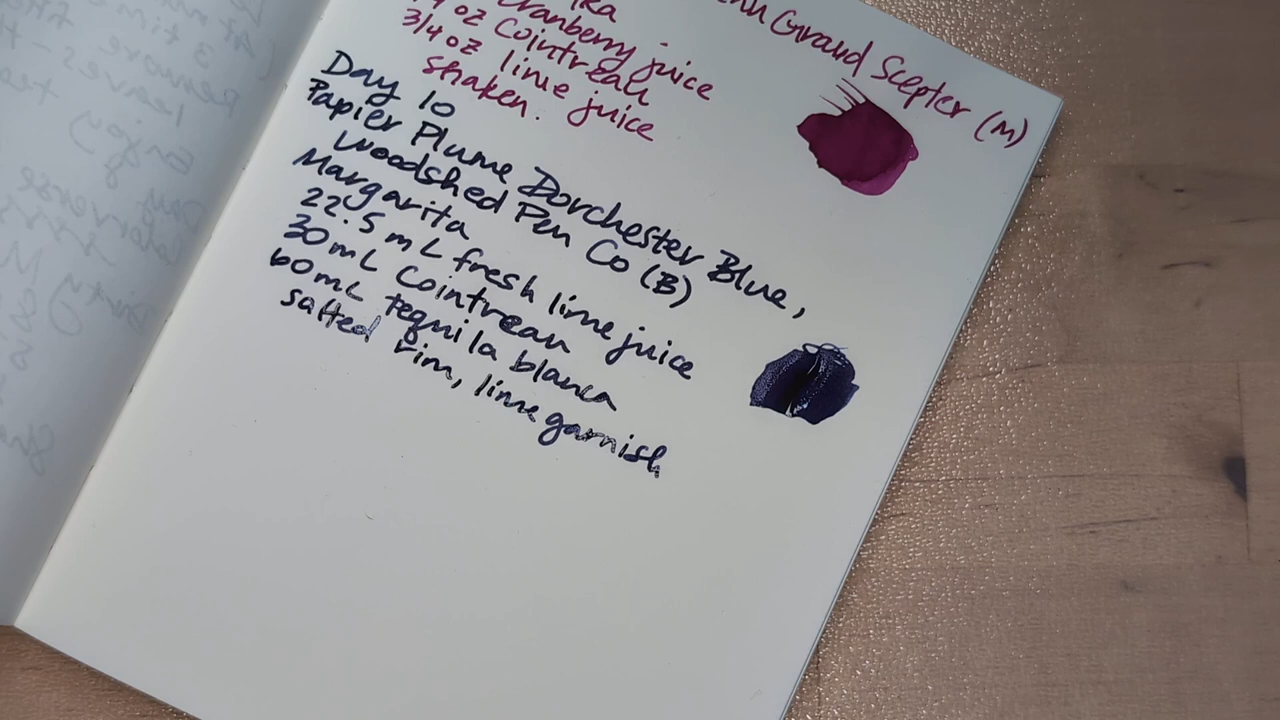 Giraud Scepter (M)
cranberry juice
oz Cointreau
3/4 oz lime juice
shaken.
Day 10
Papier Plume Dorchester Blue,
Woodshed Pen Co (B)
Margarita
22.5 mL fresh lime juice
30 mL Cointreau
60 mL tequila blanca
salted rim, lime garnish